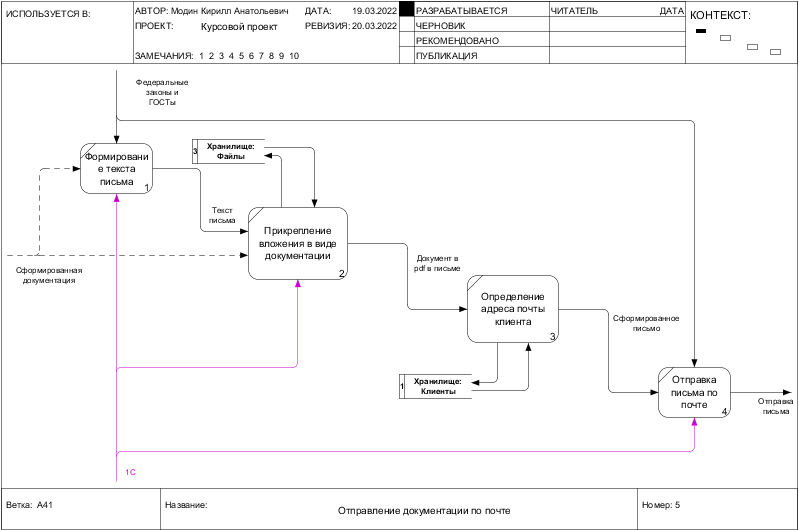 ИСПОЛЬЗУЕТСЯ В:
АВТОР: Модин Кирилл Анатольевич
ДАТА: 19.03.2022
ПРОЕКТ: Курсовой проект
РЕВИЗИЯ: 20.03.2022
ЗАМЕЧАНИЯ: 1 2 3 4 5 6 7 8 9 10
РАЗРАБАТЫВАЕТСЯ
ЧЕРНОВИК
РЕКОМЕНДОВАНО
ПУБЛИКАЦИЯ
ЧИТАТЕЛЬ
ДАТА
КОНТЕКСТ:
Федеральные
законы и
ГОСТы
Формировани
е текста
письма
1
3
Хранилище:
Файлы
Текст
письма
Прикрепление
вложения в виде
документации
2
Сформированная
документация
Документ в
pdf в письме
Определение
адреса почты
клиента
3
Сформированное
письмо
1
Хранилище:
Клиенты
Отправка
письма по
почте
4
Отправка
письма
1С
Ветка: А41
Название:
Отправление документации по почте
Номер: 5